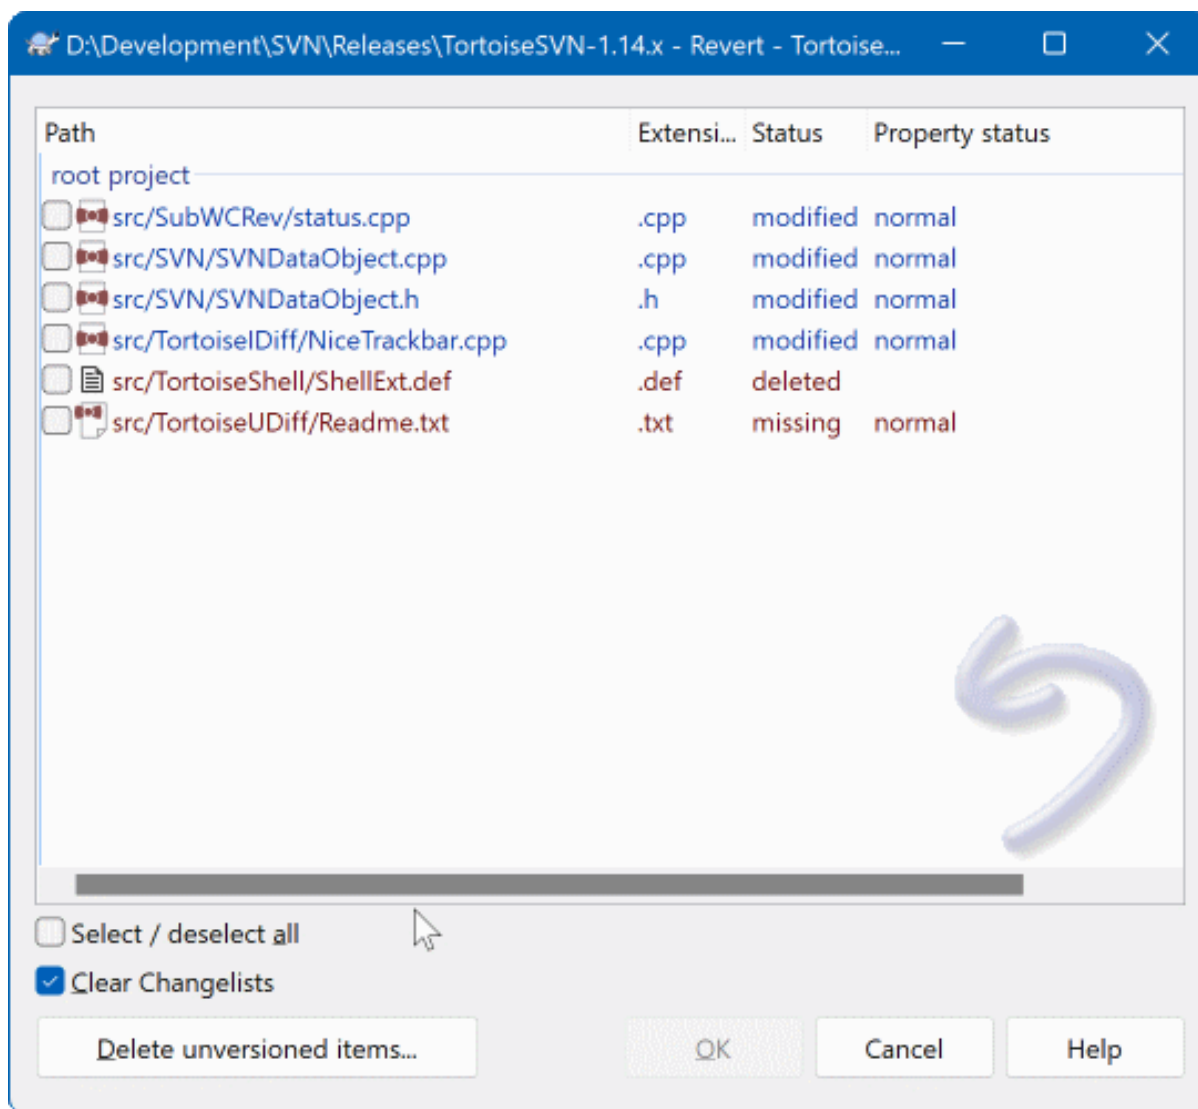 D:\Development\SVN\Releases\TortoiseSVN-1.14.x - Revert - Tortoise...
Path Extensi... Status Property status
root project
src/SubWCRev/status.cpp .cpp modified normal
src/SVN/SVNDataObject.cpp .cpp modified normal
src/SVN/SVNDataObject.h .h modified normal
src/TortoiseIDiff/NiceTrackbar.cpp .cpp modified normal
src/TortoiseShell/ShellExt.def .def deleted
src/TortoiseUDiff/Readme.txt .txt missing normal
Select / deselect all
Clear Changelists
Delete unversioned items... OK Cancel Help